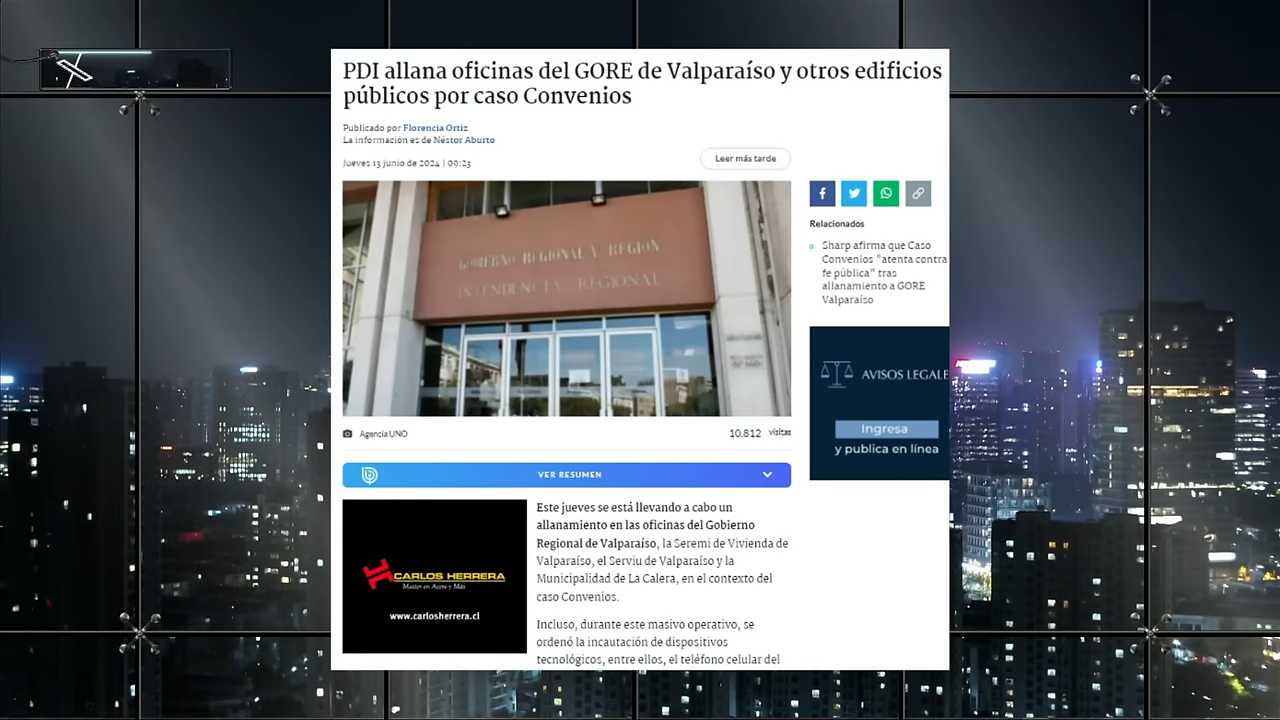 PDI allana oficinas del GORE de Valparaíso y otros edificios
públicos por caso Convenios
Publicado por Florencia Ortiz
La información es de Néstor Aburto
Jueves 13 junio de 2024 | 09:23
Leer más tarde
GOBIERNO REGIONAL V REGION
INTENDENCIA REGIONAL
Agencia UNO
10.812 visitas
VER RESUMEN
Relacionados
Sharp afirma que Caso
Convenios "atenta contra
fe pública" tras
allanamiento a GORE
Valparaíso
AVISOS LEGALE
Ingresa
y publica en línea
CARLOS HERRERA
Master en Acero y Más
www.carlosherrera.cl
Este jueves se está llevando a cabo un
allanamiento en las oficinas del Gobierno
Regional de Valparaíso, la Seremi de Vivienda de
Valparaíso, el Serviu de Valparaíso y la
Municipalidad de La Calera, en el contexto del
caso Convenios.
Incluso, durante este masivo operativo, se
ordenó la incautación de dispositivos
tecnológicos, entre ellos, el teléfono celular del